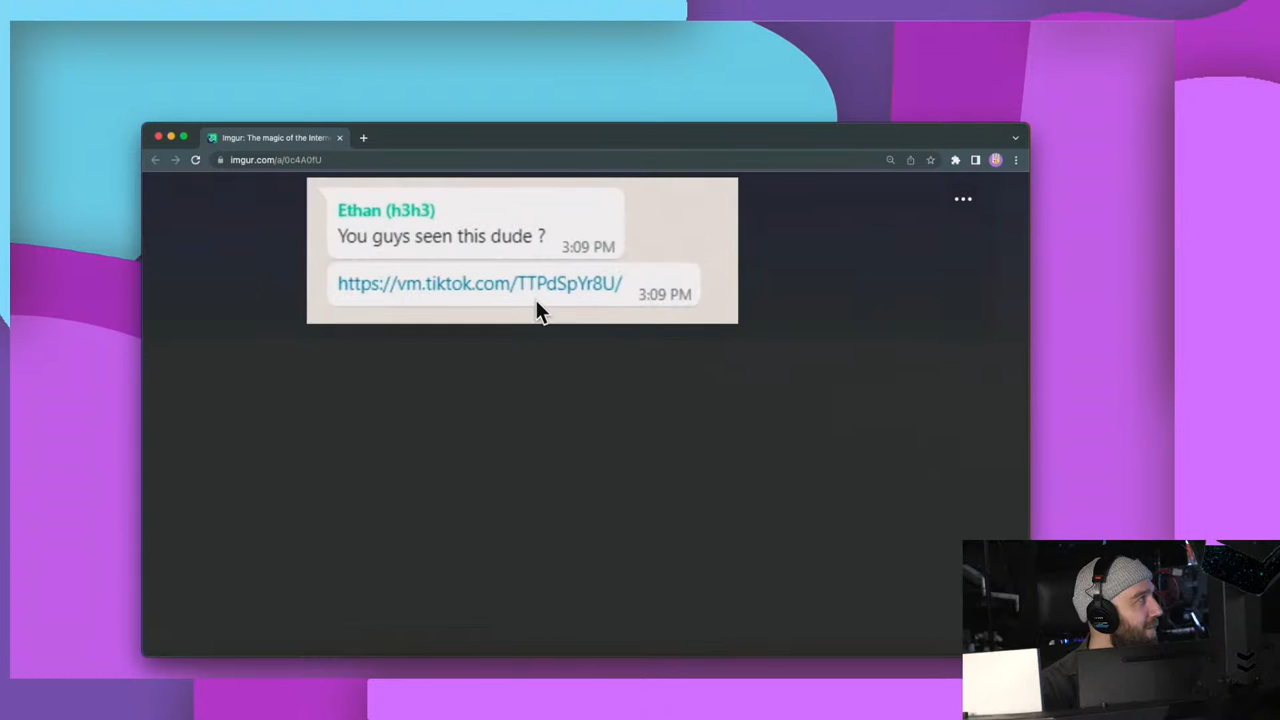 Imgur: The magic of the Intern
imgur.com/a/0c4A0fU
Ethan (h3h3)
You guys seen this dude ?
3:09 PM
https://vm.tiktok.com/TTPdSpYr8U/
3:09 PM